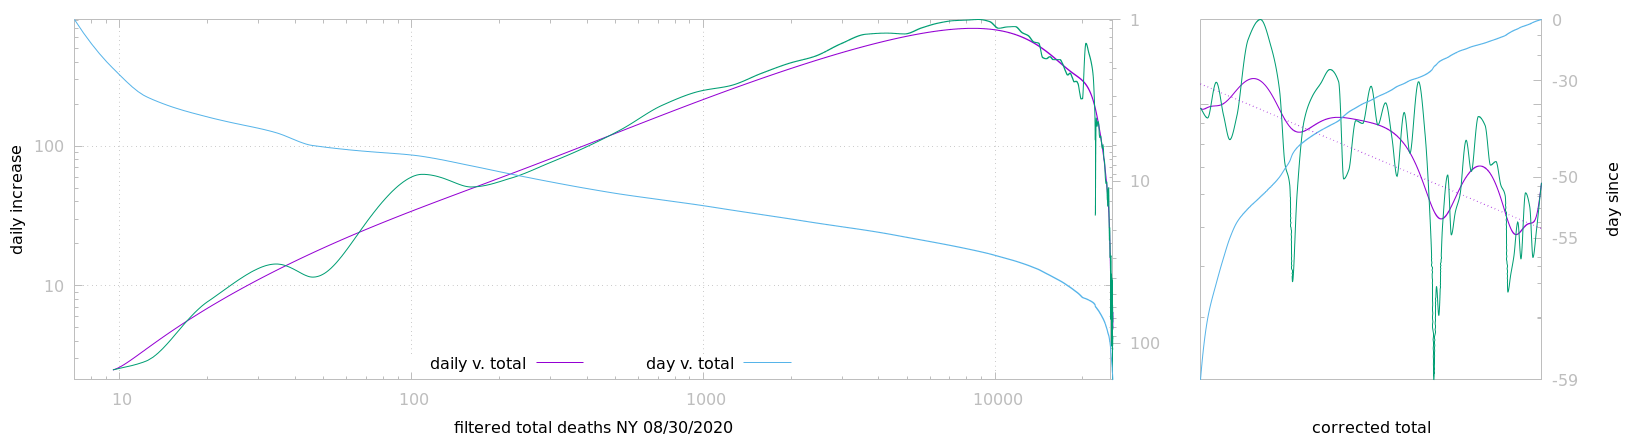 daily increase
100
10
daily v. total
day v. total
10
100
1000
10000
filtered total deaths NY 08/30/2020
1
10
100
0
-30
-50
-55
-59
day since
corrected total